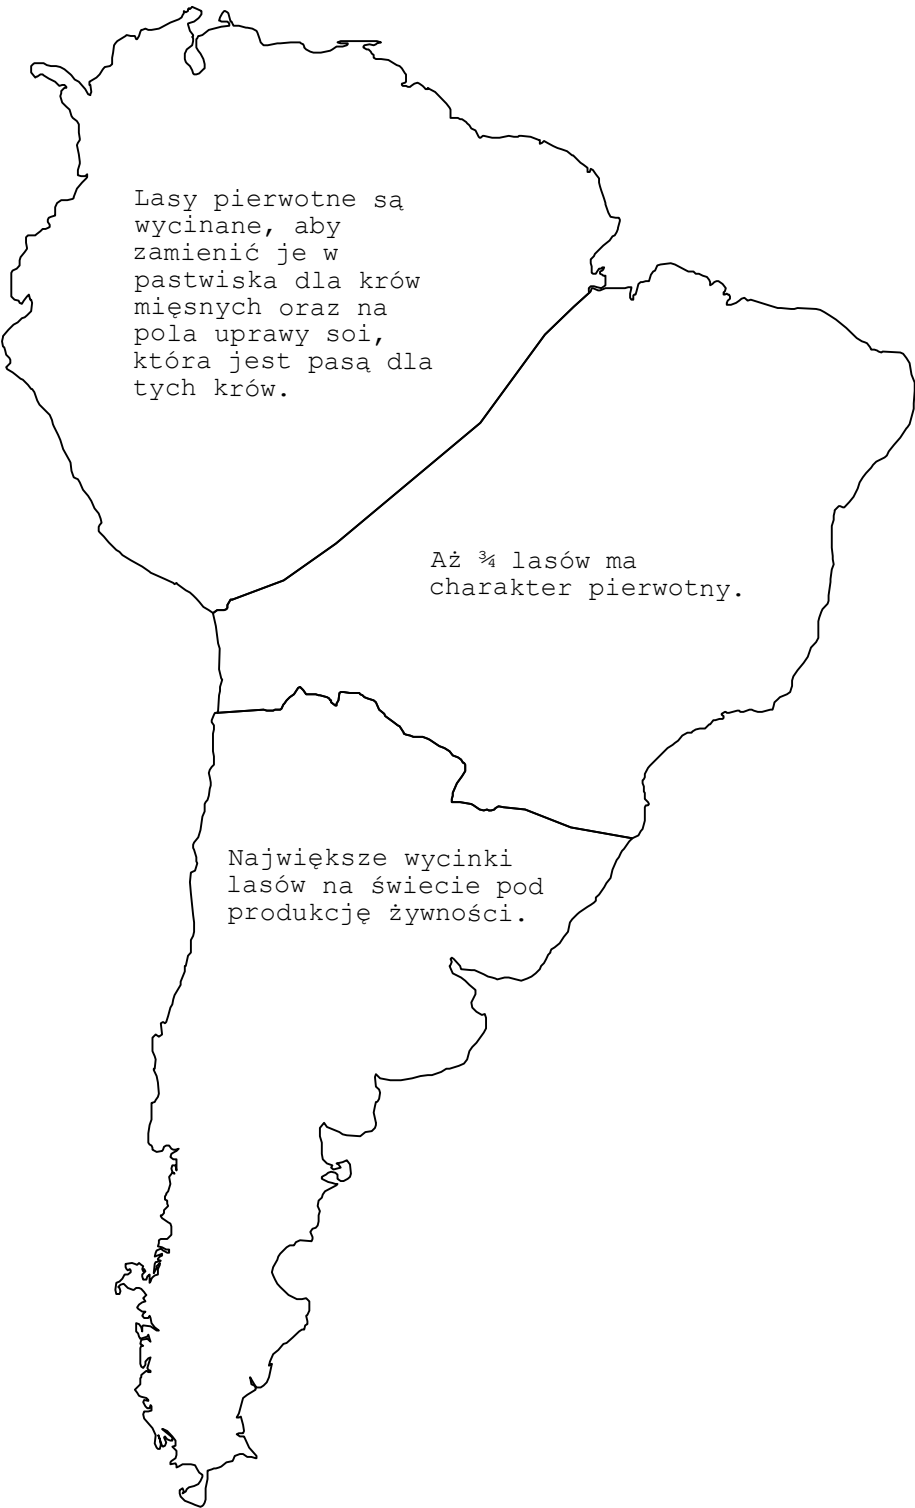 Lasy pierwotne są
wycinane, aby
zamienić je w
pastwiska dla krów
mięsnych oraz na
pola uprawy soi,
która jest pasą dla
tych krów.
Aż ¾ lasów ma
charakter pierwotny.
Największe wycinki
lasów na świecie pod
produkcję żywności.